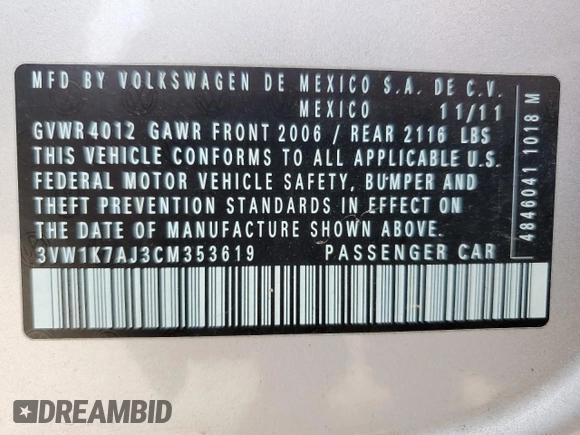 MFD BY VOLKSWAGEN DE MEXICO S.A. DE C.V.
MEXICO 11/11
GVWR 4012 GAWR FRONT 2006 / REAR 2116 LBS
THIS VEHICLE CONFORMS TO ALL APPLICABLE U.S.
FEDERAL MOTOR VEHICLE SAFETY, BUMPER AND
THEFT PREVENTION STANDARDS IN EFFECT ON
THE DATE OF MANUFACTURE SHOWN ABOVE.
3VW1K7AJ3CM353619 PASSENGER CAR
4846041 1018 M
DREAMBID